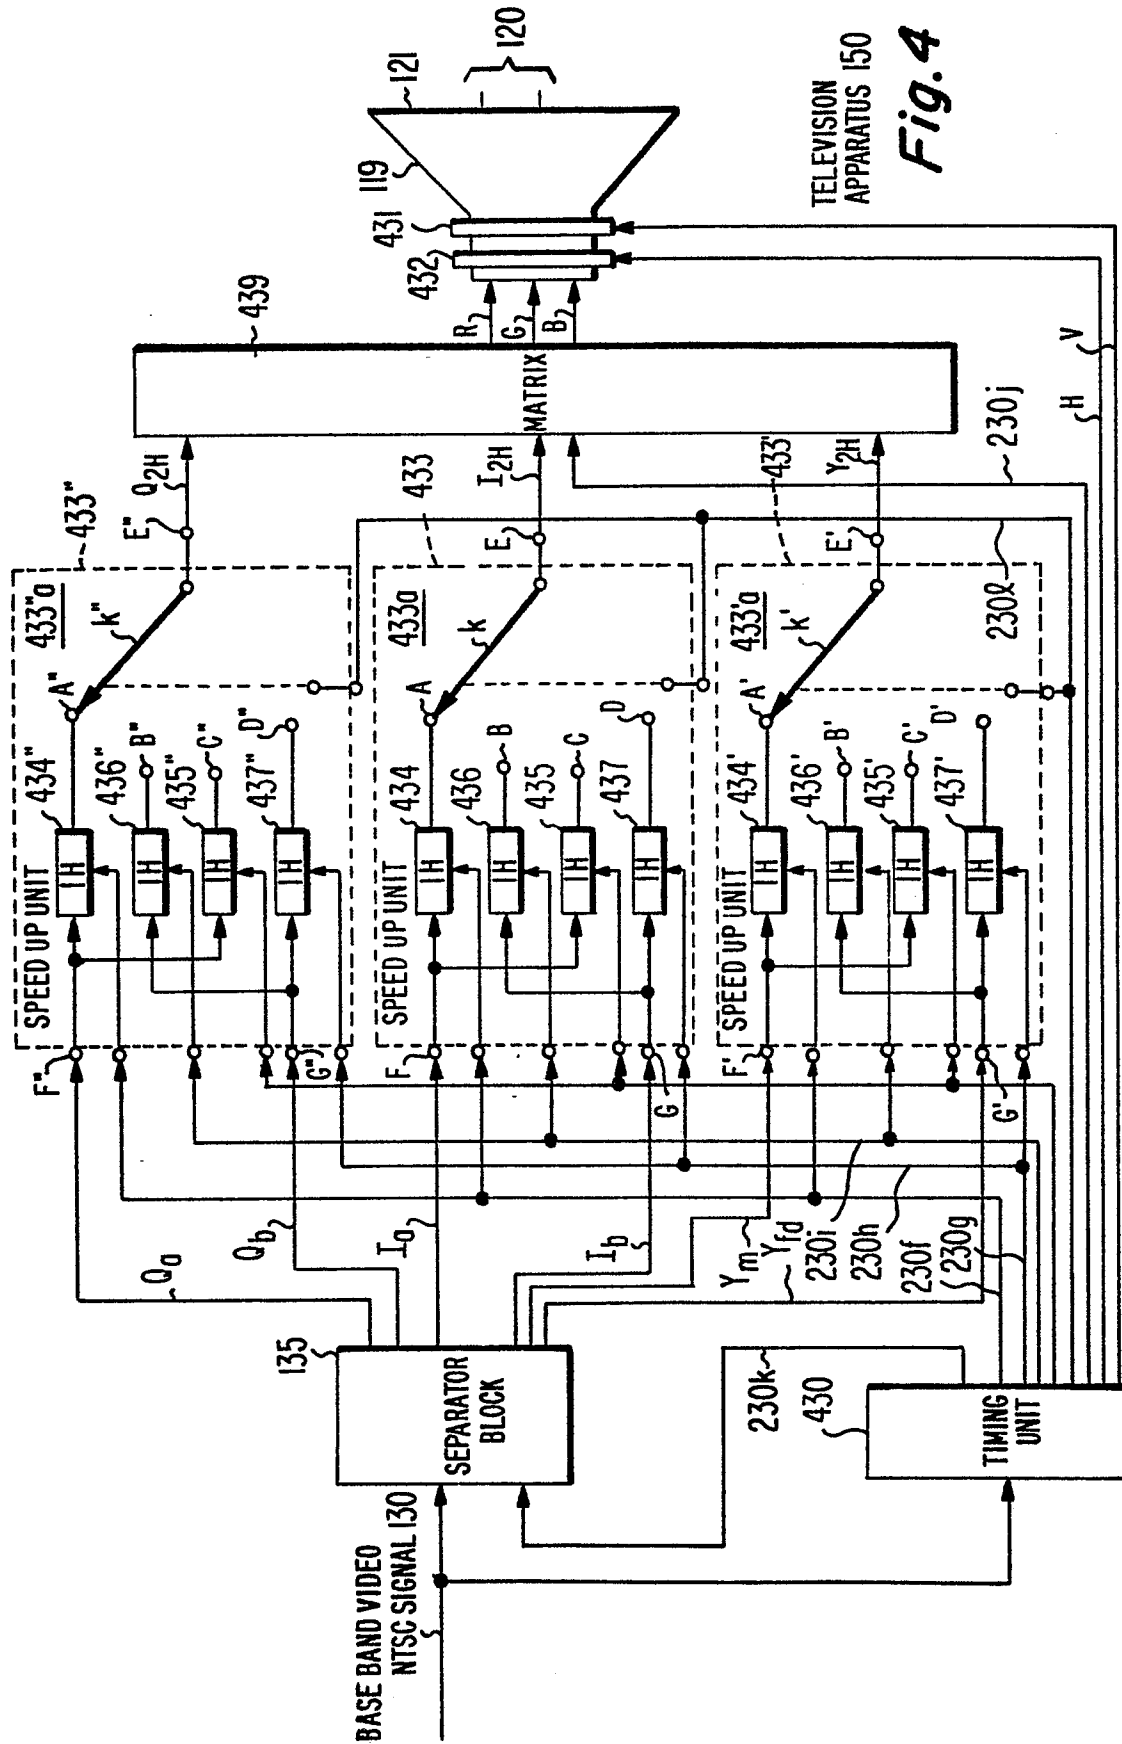 BASE BAND VIDEO
NTSC SIGNAL 130
SEPARATOR
BLOCK
135
TIMING
UNIT
430
230k
Qa
Qb
Ia
Ib
Ym
Yfd
230i
230h
230f
230g
SPEED UP UNIT
F"
G"
434"
1H
436"
1H
435"
1H
437"
1H
A"
B"
C"
D"
433"a
k"
E"
433"
Q2H
SPEED UP UNIT
F
G
434
1H
436
1H
435
1H
437
1H
A
B
C
D
433a
k
E
433
I2H
SPEED UP UNIT
F'
G'
434'
1H
436'
1H
435'
1H
437'
1H
A'
B'
C'
D'
433'a
k'
E'
433'
Y2H
230l
230j
H
V
MATRIX
439
R
G
B
432
431
119
121
120
TELEVISION
APPARATUS 150
Fig. 4